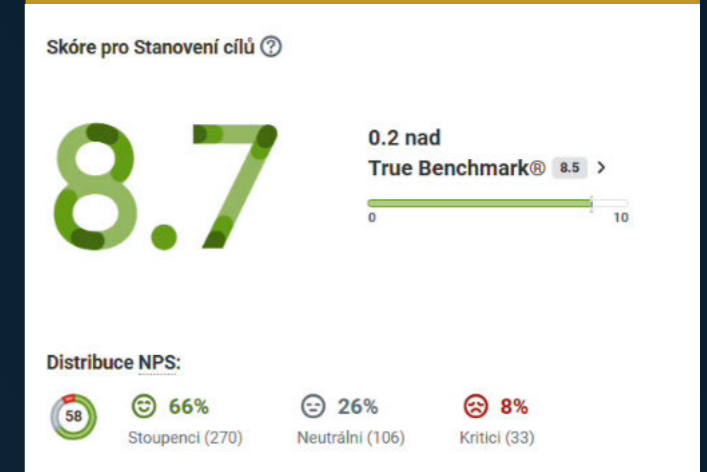 Skóre pro Stanovení cílů ?
8.7
0.2 nad
True Benchmark® 8.5 >
0 10
Distribuce NPS:
58 66% 26% 8%
Stoupenci (270) Neutrálni (106) Kritici (33)